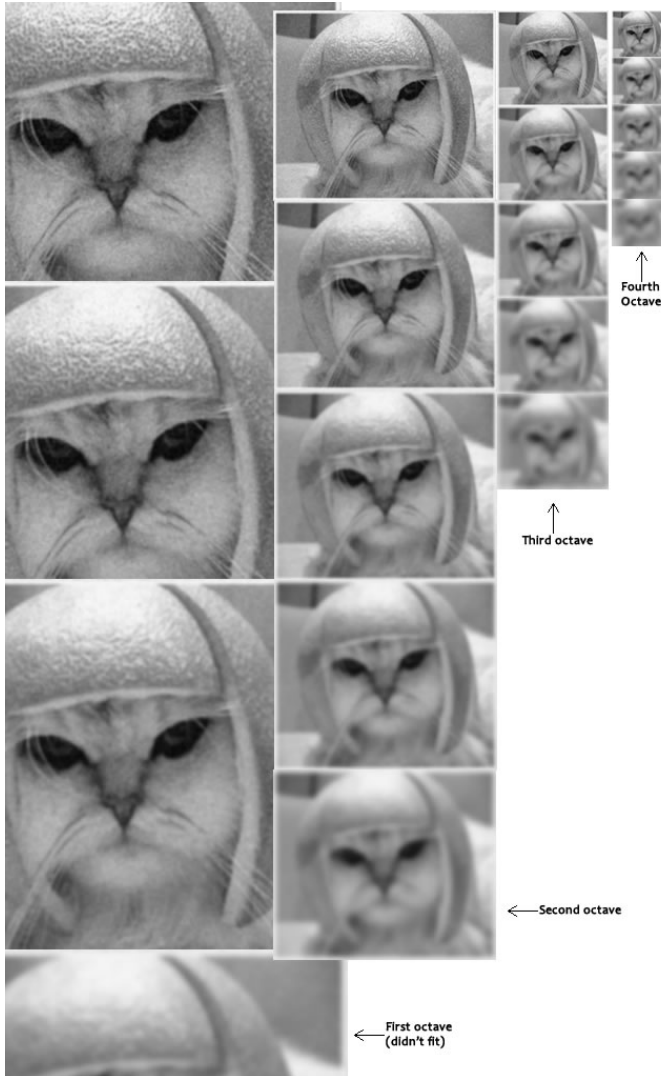 Fourth
Octave
Third octave
Second octave
First octave
(didn't fit)